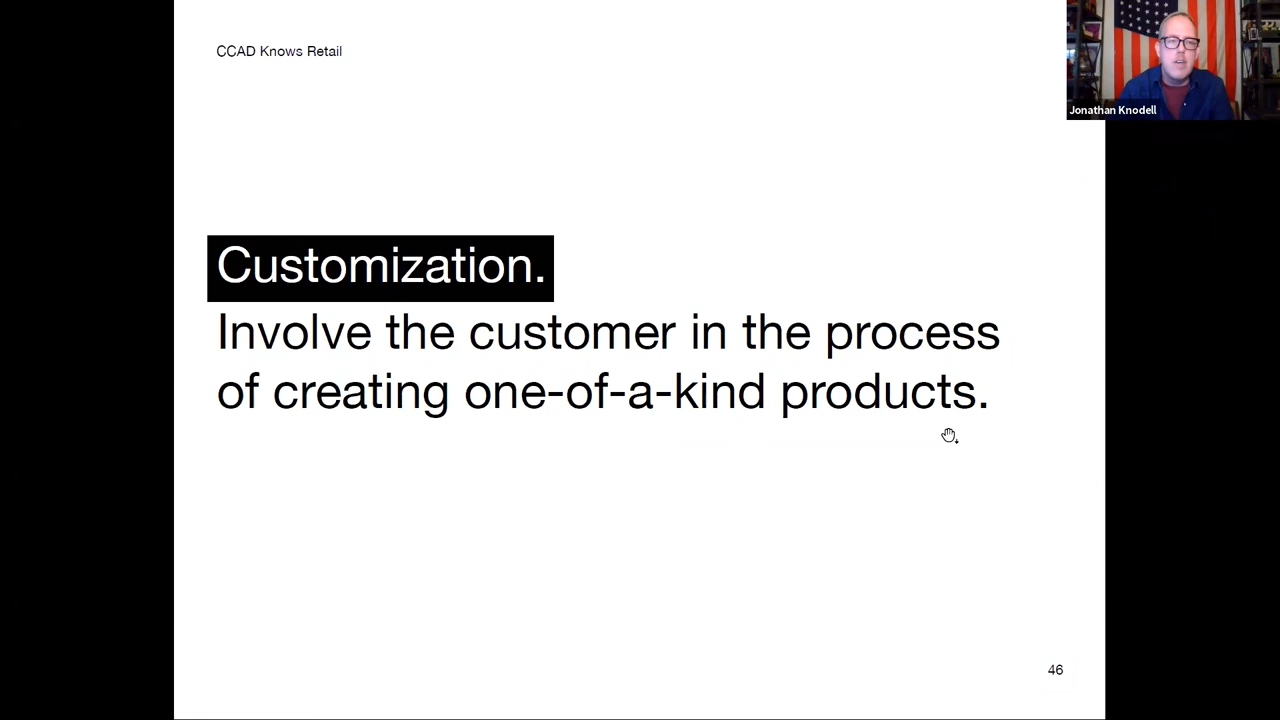 CCAD Knows Retail
Jonathan Knodell
Customization.
Involve the customer in the process
of creating one-of-a-kind products.
46